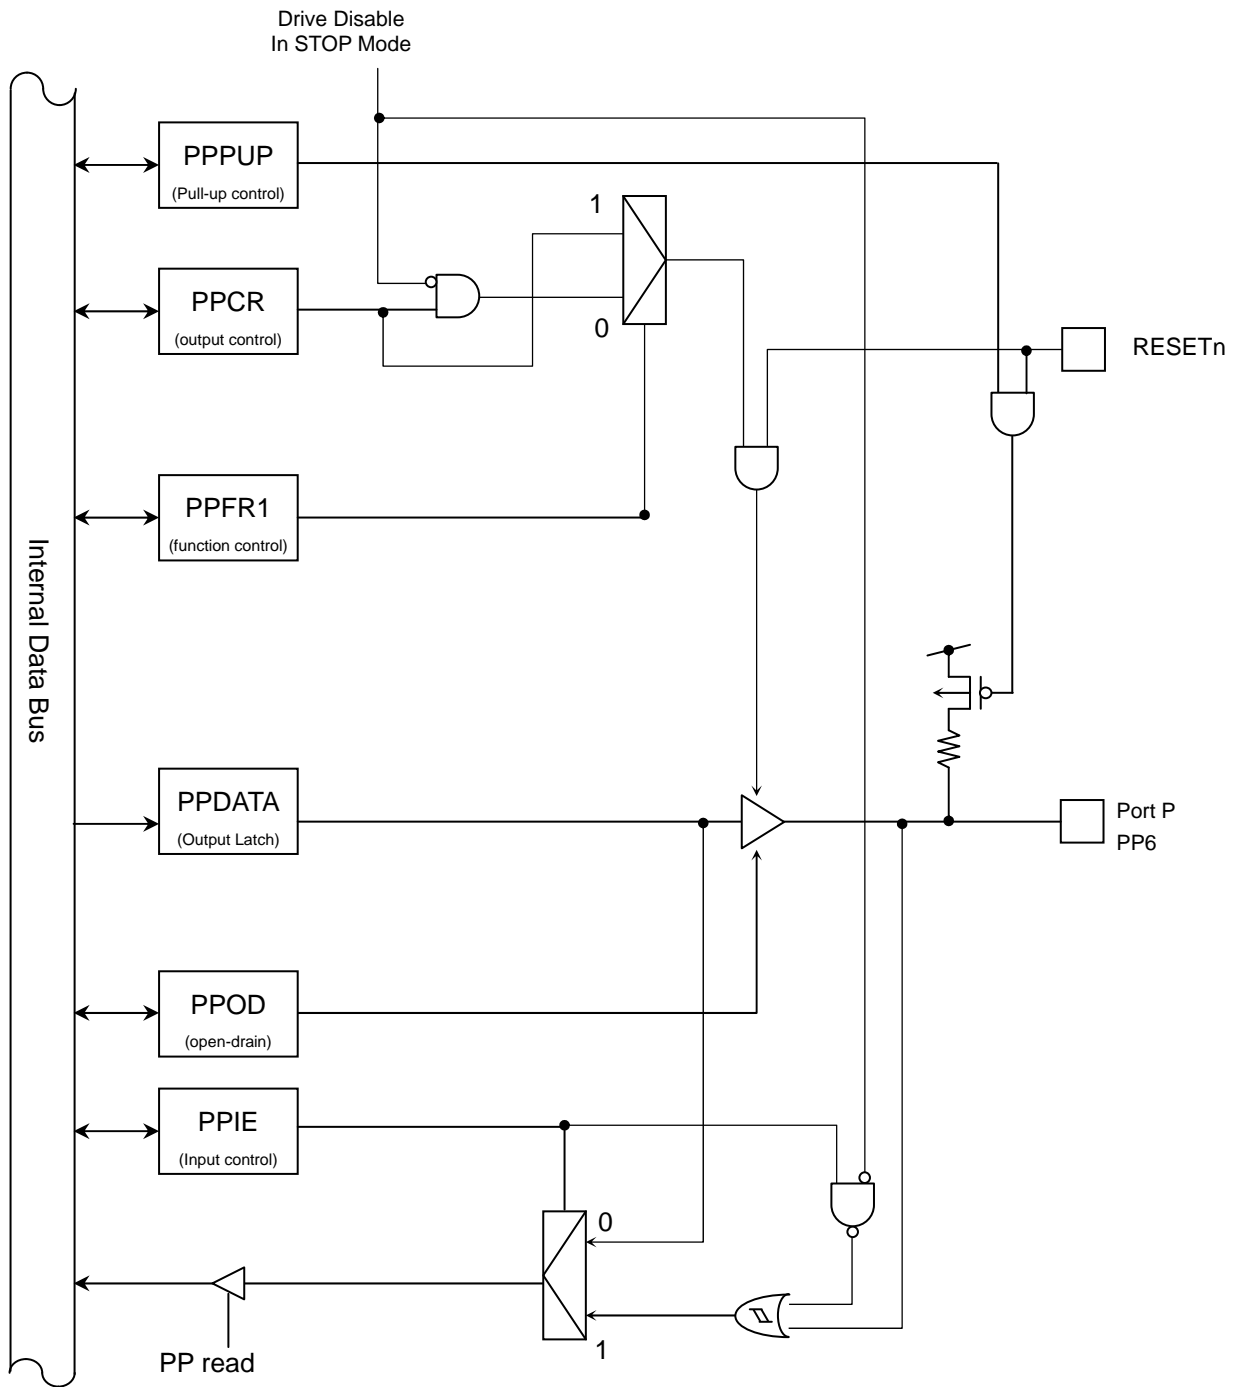 Drive Disable
In STOP Mode
PPPUP
(Pull-up control)
1
PPCR
(output control)
0
RESETn
PPFR1
(function control)
Internal Data Bus
PPDATA
(Output Latch)
Port P
PP6
PPOD
(open-drain)
PPIE
(Input control)
0
1
PP read